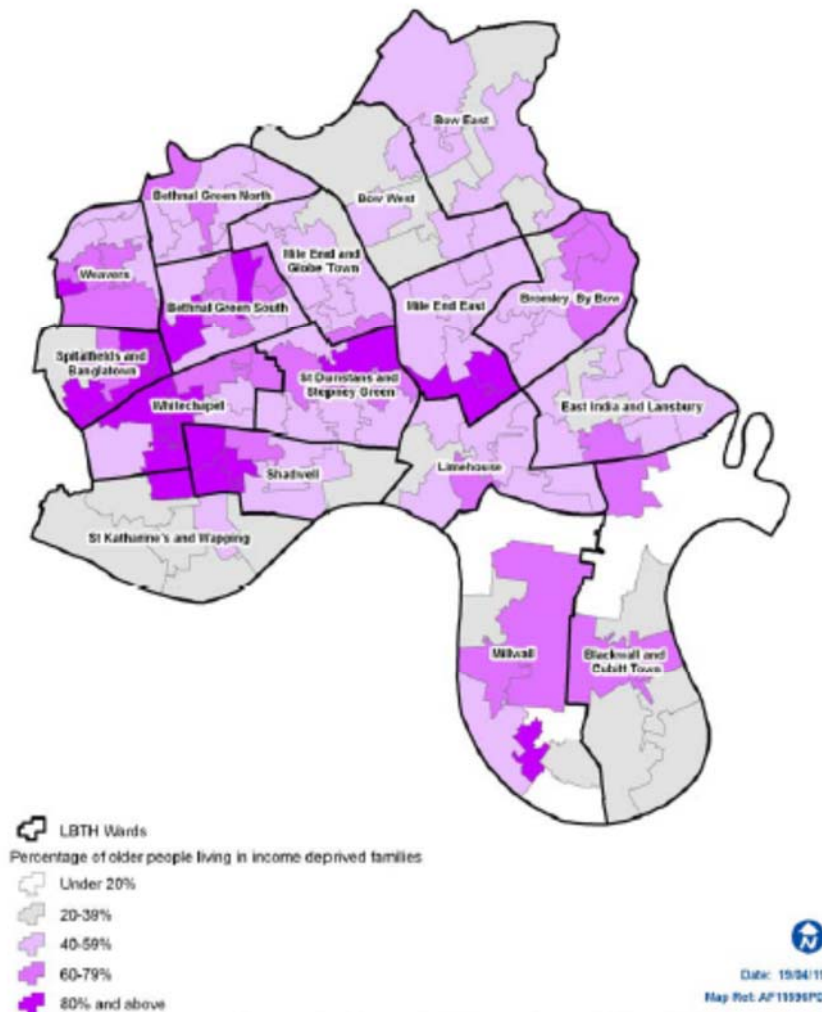 Bow East
Bethnal Green North
Bow West
Weavers
Mile End and
Globe Town
Bethnal Green South
Mile End East
Bromley, By Bow
Spitalfields and
Banglatown
St Dunstans and
Stepney Green
Whitechapel
East India and Lansbury
Shadwell
Limehouse
St Katharine's and Wapping
Millwall
Blackwall and
Cubitt Town
LBTH Wards
Percentage of older people living in income deprived families
Under 20%
20-39%
40-59%
60-79%
80% and above
N
Date:
Map Ref: